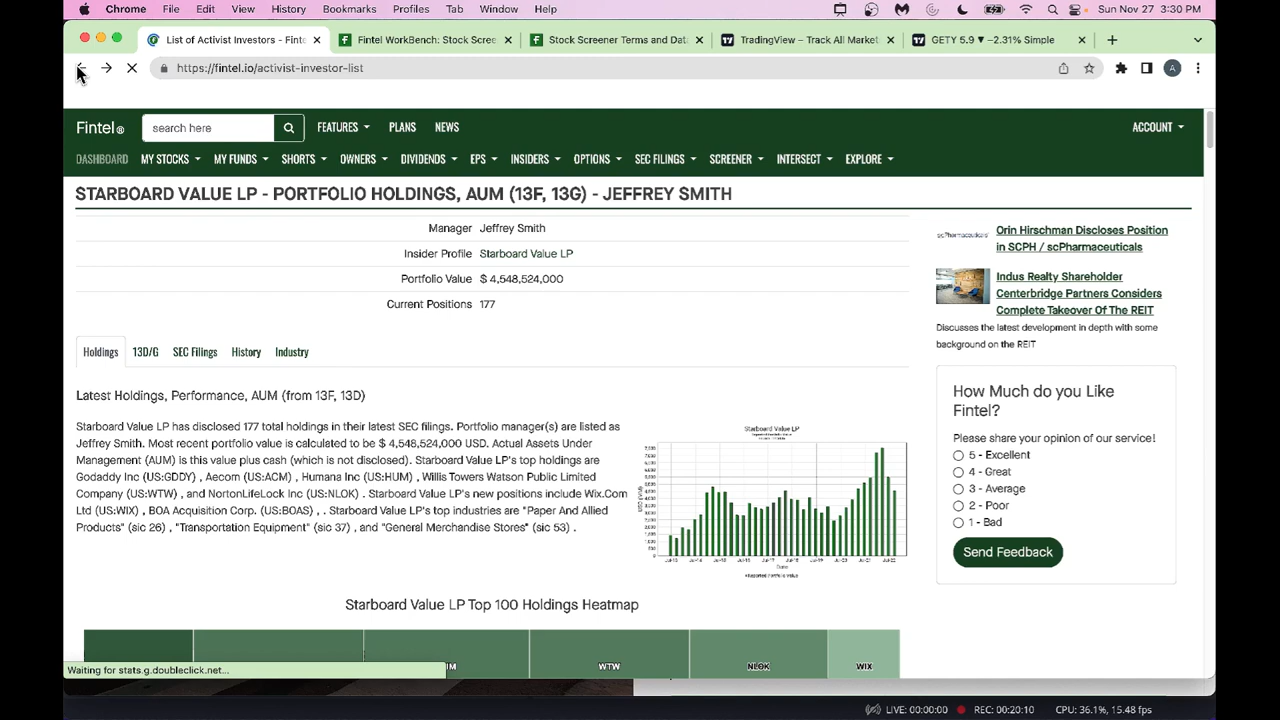 Chrome File Edit View History Bookmarks Profiles Tab Window Help Sun Nov 27 3:30 PM
List of Activist Investors - Finte Fintel WorkBench: Stock Scree Stock Screener Terms and Data TradingView – Track All Market GETY 5.9 ▼ −2.31% Simple
https://fintel.io/activist-investor-list A
Fintel® search here FEATURES PLANS NEWS ACCOUNT
DASHBOARD MY STOCKS MY FUNDS SHORTS OWNERS DIVIDENDS EPS INSIDERS OPTIONS SEC FILINGS SCREENER INTERSECT EXPLORE
STARBOARD VALUE LP - PORTFOLIO HOLDINGS, AUM (13F, 13G) - JEFFREY SMITH
Manager Jeffrey Smith
Insider Profile Starboard Value LP
Portfolio Value $ 4,548,524,000
Current Positions 177
Holdings 13D/G SEC Filings History Industry
Latest Holdings, Performance, AUM (from 13F, 13D)
Starboard Value LP has disclosed 177 total holdings in their latest SEC filings. Portfolio manager(s) are listed as
Jeffrey Smith. Most recent portfolio value is calculated to be $ 4,548,524,000 USD. Actual Assets Under
Management (AUM) is this value plus cash (which is not disclosed). Starboard Value LP's top holdings are
Godaddy Inc (US:GDDY) , Aecom (US:ACM) , Humana Inc (US:HUM) , Willis Towers Watson Public Limited
Company (US:WTW) , and NortonLifeLock Inc (US:NLOK) . Starboard Value LP's new positions include Wix.Com
Ltd (US:WIX) , BOA Acquisition Corp. (US:BOAS) , . Starboard Value LP's top industries are "Paper And Allied
Products" (sic 26) , "Transportation Equipment" (sic 37) , and "General Merchandise Stores" (sic 53) .
Starboard Value LP
Starboard Value LP Top 100 Holdings Heatmap
WTW NLOK WIX
scPharmaceuticals
Orin Hirschman Discloses Position
in SCPH / scPharmaceuticals
Indus Realty Shareholder
Centerbridge Partners Considers
Complete Takeover Of The REIT
Discusses the latest development in depth with some
background on the REIT
How Much do you Like
Fintel?
Please share your opinion of our service!
5 - Excellent
4 - Great
3 - Average
2 - Poor
1 - Bad
Send Feedback
Waiting for stats.g.doubleclick.net...
LIVE: 00:00:00 REC: 00:20:10 CPU: 36.1%, 15.48 fps